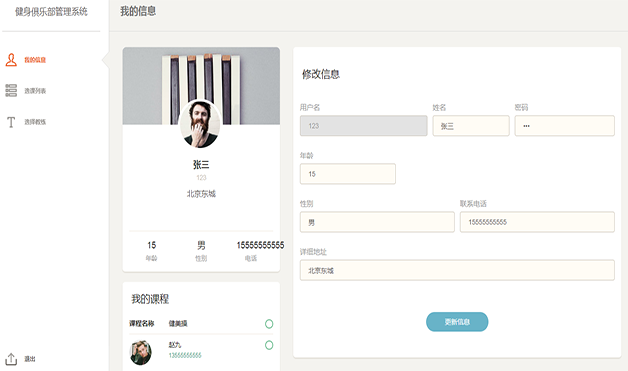 健身俱乐部管理系统
我的信息
我的信息
选课列表
选择教练
退出
张三
123
北京东城
15
男
15555555555
年龄
性别
电话
我的课程
课程名称
健美操
赵九
13555555555
修改信息
用户名
姓名
密码
123
张三
•••
年龄
15
性别
联系电话
男
15555555555
详细地址
北京东城
更新信息